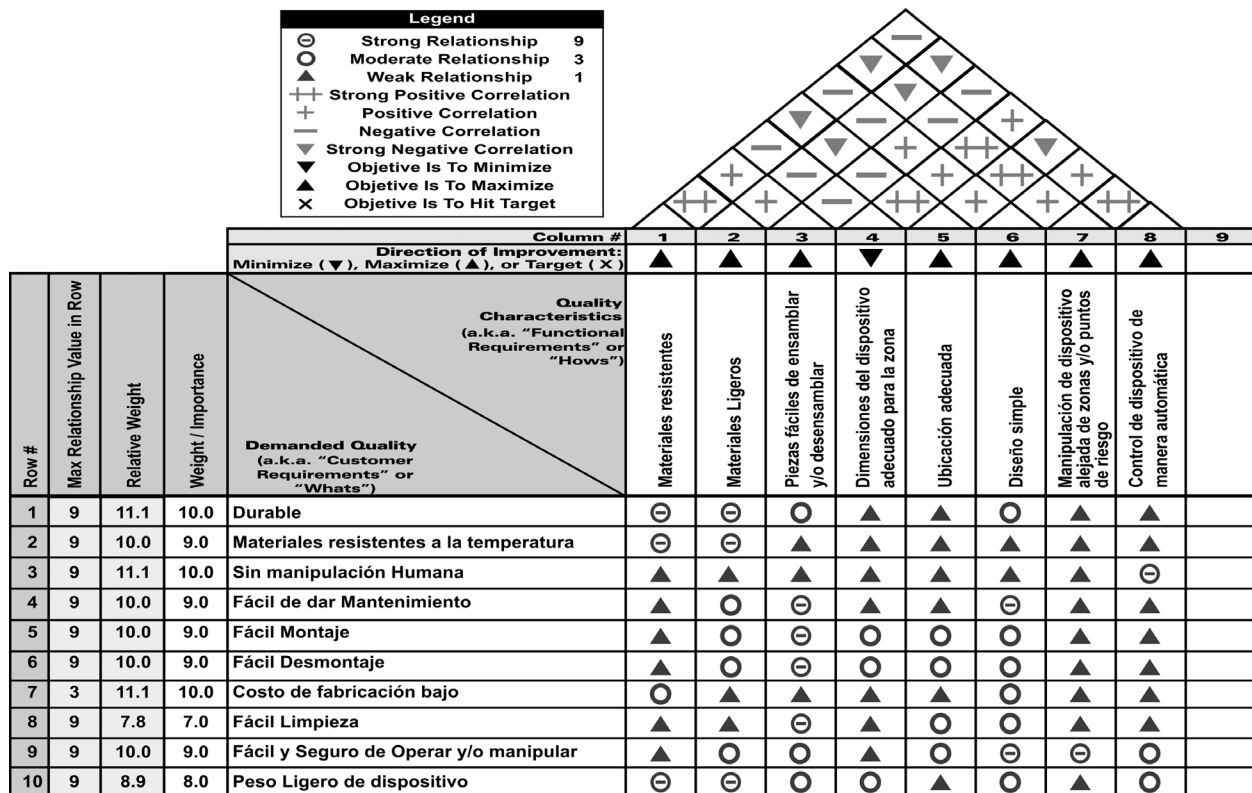 Legend
⊖ Strong Relationship 9
O Moderate Relationship 3
▲ Weak Relationship 1
++ Strong Positive Correlation
+ Positive Correlation
— Negative Correlation
▼ Strong Negative Correlation
▼ Objetive Is To Minimize
▲ Objetive Is To Maximize
X Objetive Is To Hit Target
—
▼ ▼
— ▼ —
▼ — — +
— ▼ + ++ ▼
+ — — ++ +
++ + — ++ + + ++
Column # 1 2 3 4 5 6 7 8 9
Direction of Improvement:
Minimize (▼), Maximize (▲), or Target (X) ▲ ▲ ▲ ▼ ▲ ▲ ▲ ▲
Row #
Max Relationship Value in Row
Relative Weight
Weight / Importance
Quality
Characteristics
(a.k.a. “Functional
Requirements” or
“Hows”)
Demanded Quality
(a.k.a. “Customer
Requirements” or
“Whats”)
Materiales resistentes
Materiales Ligeros
Piezas fáciles de ensamblar
y/o desensamblar
Dimensiones del dispositivo
adecuado para la zona
Ubicación adecuada
Diseño simple
Manipulación de dispositivo
alejada de zonas y/o puntos
de riesgo
Control de dispositivo de
manera automática
1 9 11.1 10.0 Durable ⊖ ⊖ O ▲ ▲ O ▲ ▲
2 9 10.0 9.0 Materiales resistentes a la temperatura ⊖ ⊖ ▲ ▲ ▲ ▲ ▲ ▲
3 9 11.1 10.0 Sin manipulación Humana ▲ ▲ ▲ ▲ ▲ ▲ ▲ ⊖
4 9 10.0 9.0 Fácil de dar Mantenimiento ▲ O ⊖ ▲ ▲ ⊖ ▲ ▲
5 9 10.0 9.0 Fácil Montaje ▲ O ⊖ O O O ▲ ▲
6 9 10.0 9.0 Fácil Desmontaje ▲ O ⊖ O O O ▲ ▲
7 3 11.1 10.0 Costo de fabricación bajo O ▲ ▲ ▲ ▲ O ▲ ▲
8 9 7.8 7.0 Fácil Limpieza ▲ ▲ ⊖ ▲ O O ▲ ▲
9 9 10.0 9.0 Fácil y Seguro de Operar y/o manipular ▲ O O ▲ O ⊖ ⊖ O
10 9 8.9 8.0 Peso Ligero de dispositivo ⊖ ⊖ O O ▲ O ▲ O